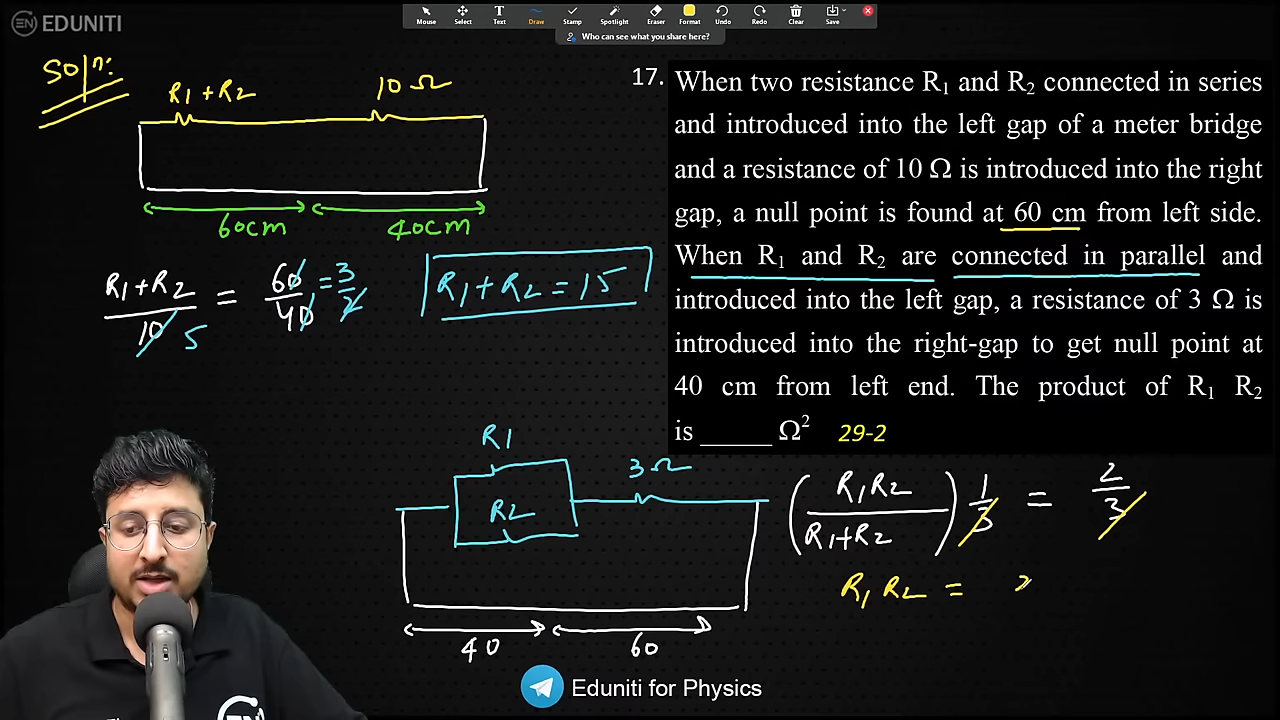 EN EDUNITI
Mouse Select Text Draw Stamp Spotlight Eraser Format Undo Redo Clear Save
Who can see what you share here?
Soln:
R1 + R2 10 Ω
60cm 40cm
R1+R2 / 10 5 = 60 / 40 = 3 / 2
R1 + R2 = 15
17. When two resistance R₁ and R₂ connected in series
and introduced into the left gap of a meter bridge
and a resistance of 10 Ω is introduced into the right
gap, a null point is found at 60 cm from left side.
When R₁ and R₂ are connected in parallel and
introduced into the left gap, a resistance of 3 Ω is
introduced into the right-gap to get null point at
40 cm from left end. The product of R₁ R₂
is ______ Ω² 29-2
R1
R2
3 Ω
40 60
(R1R2 / R1+R2) 1 / 3 = 2 / 3
R1 R2 =
Eduniti for Physics